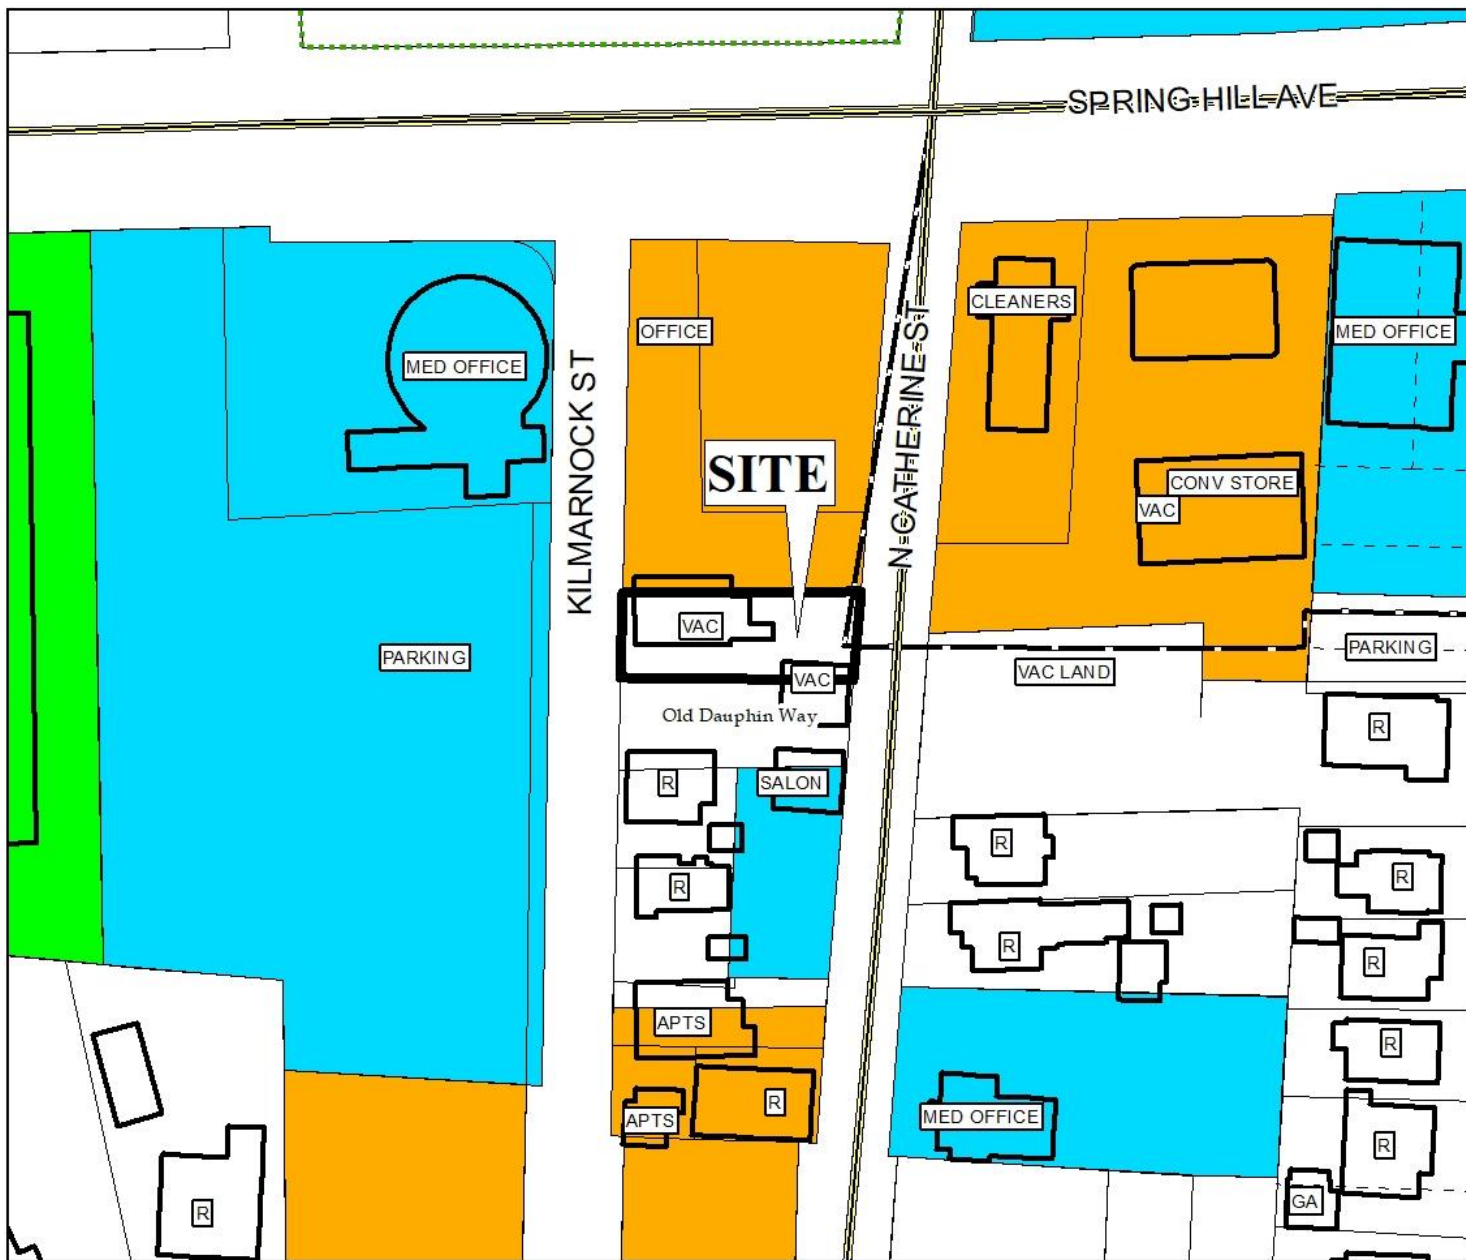 SPRING HILL AVE
CLEANERS
OFFICE
MED OFFICE
MED OFFICE
KILMARNOCK ST
N CATHERINE ST
SITE
CONV STORE
VAC
VAC
PARKING
PARKING
VAC LAND
VAC
Old Dauphin Way
R
R
SALON
R
R
R
R
R
APTS
R
APTS
R
MED OFFICE
R
GA
R